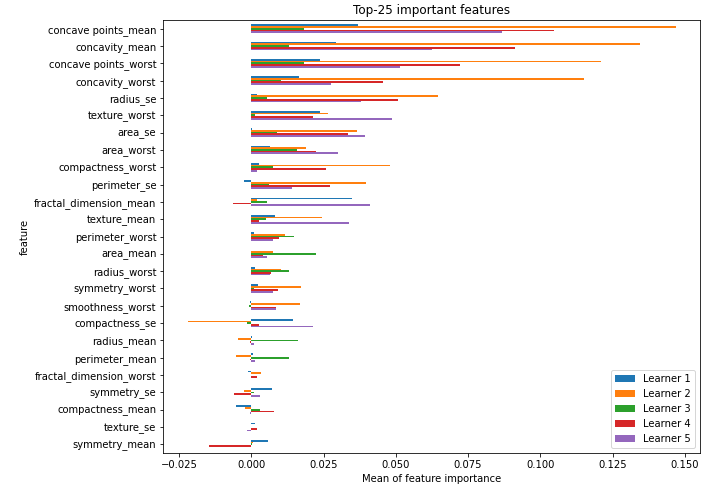 Top-25 important features
concave points_mean
concavity_mean
concave points_worst
concavity_worst
radius_se
texture_worst
area_se
area_worst
compactness_worst
perimeter_se
fractal_dimension_mean
texture_mean
perimeter_worst
area_mean
radius_worst
symmetry_worst
smoothness_worst
compactness_se
radius_mean
perimeter_mean
fractal_dimension_worst
symmetry_se
compactness_mean
texture_se
symmetry_mean
feature
Learner 1
Learner 2
Learner 3
Learner 4
Learner 5
−0.025 0.000 0.025 0.050 0.075 0.100 0.125 0.150
Mean of feature importance